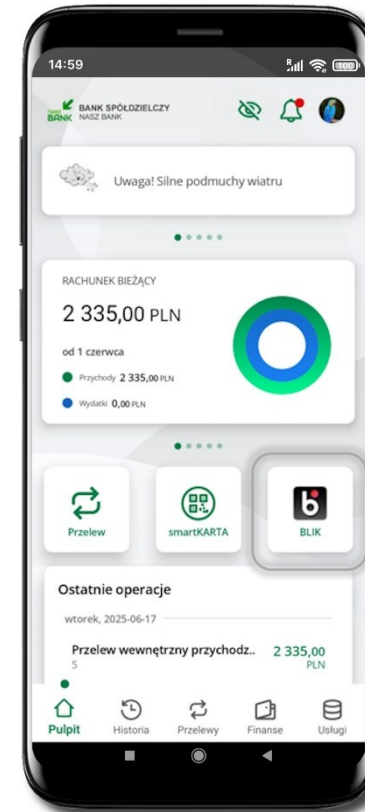 14:59
BANK SPÓŁDZIELCZY
NASZ BANK
NASZ
BANK
Uwaga! Silne podmuchy wiatru
RACHUNEK BIEŻĄCY
2 335,00 PLN
od 1 czerwca
Przychody 2 335,00 PLN
Wydatki 0,00 PLN
Przelew
smartKARTA
BLIK
Ostatnie operacje
wtorek, 2025-06-17
Przelew wewnętrzny przychodz.. 2 335,00
5 PLN
Pulpit
Historia
Przelewy
Finanse
Usługi